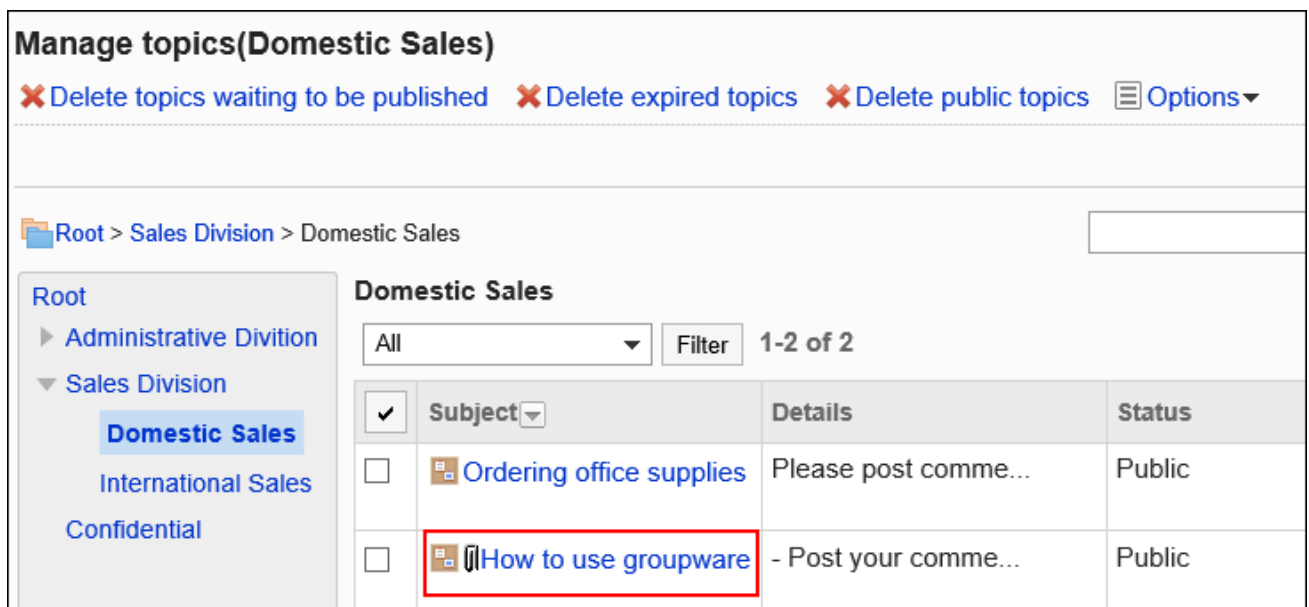 Manage topics(Domestic Sales)
Delete topics waiting to be published Delete expired topics Delete public topics Options
Root > Sales Division > Domestic Sales
Root
Administrative Divition
Sales Division
Domestic Sales
International Sales
Confidential
Domestic Sales
All Filter 1-2 of 2
Subject Details Status
Ordering office supplies Please post comme... Public
How to use groupware - Post your comme... Public